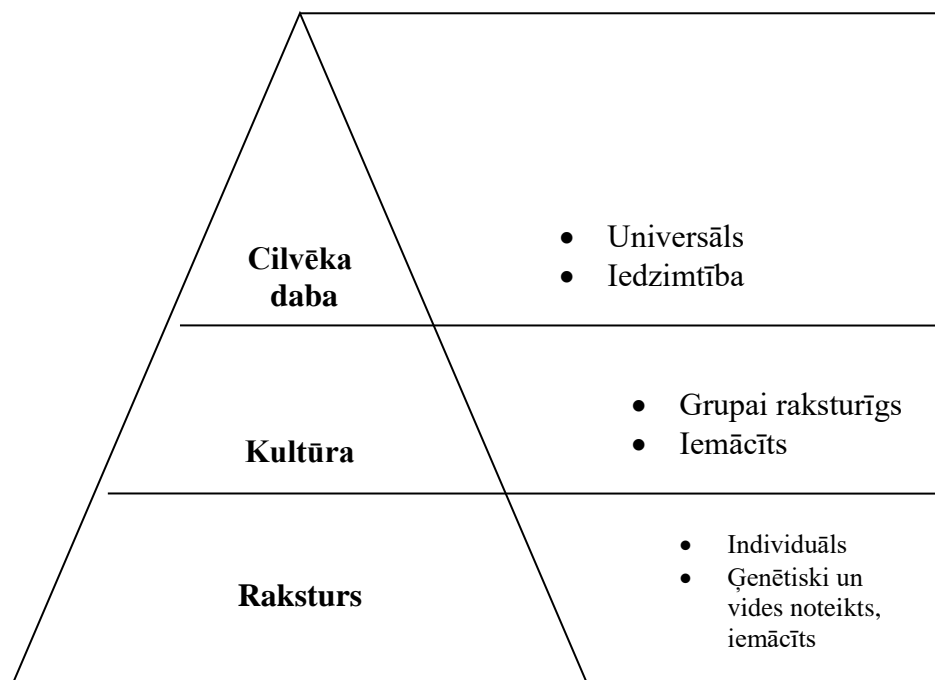 Cilvēka
daba
• Universāls
• Iedzimtība
Kultūra
• Grupai raksturīgs
• Iemācīts
Raksturs
• Individuāls
• Ģenētiski un
vides noteikts,
iemācīts